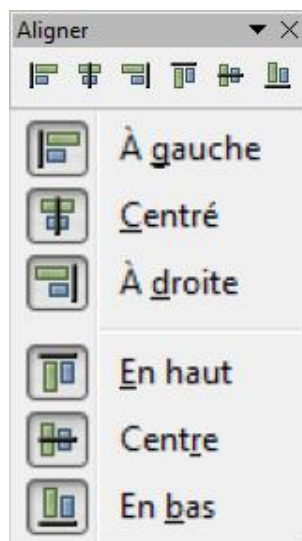 Aligner
À gauche
Centré
À droite
En haut
Centre
En bas